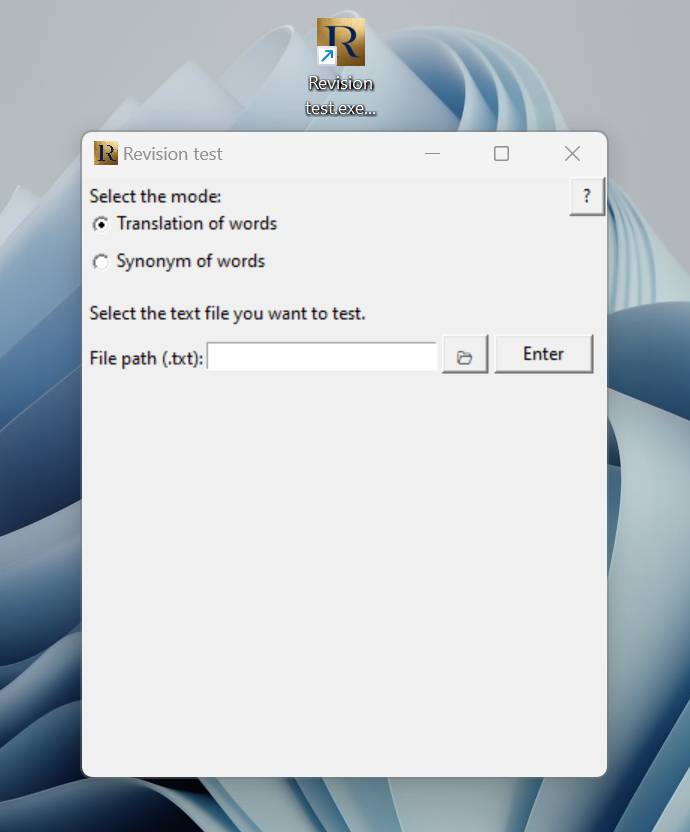 R
Revision
test.exe...
R Revision test
Select the mode:
?
Translation of words
Synonym of words
Select the text file you want to test.
File path (.txt):
Enter